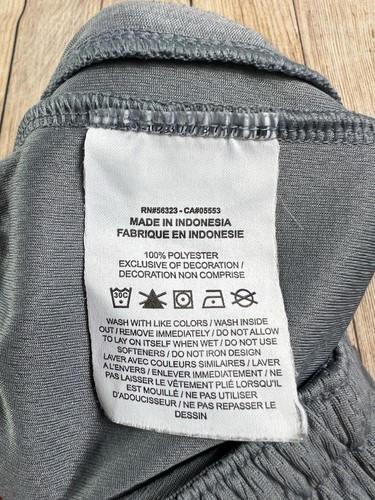 RN#56323 - CA#05553
MADE IN INDONESIA
FABRIQUE EN INDONESIE
100% POLYESTER
EXCLUSIVE OF DECORATION /
DECORATION NON COMPRISE
30C
WASH WITH LIKE COLORS / WASH INSIDE
OUT / REMOVE IMMEDIATELY / DO NOT ALLOW
TO LAY ON ITSELF WHEN WET / DO NOT USE
SOFTENERS / DO NOT IRON DESIGN
LAVER AVEC COULEURS SIMILAIRES / LAVER
A L'ENVERS / ENLEVER IMMEDIATEMENT / NE
PAS LAISSER LE VÊTEMENT PLIÉ LORSQU'IL
EST MOUILLÉ / NE PAS UTILISER
D'ADOUCISSEUR / NE PAS REPASSER LE
DESSIN